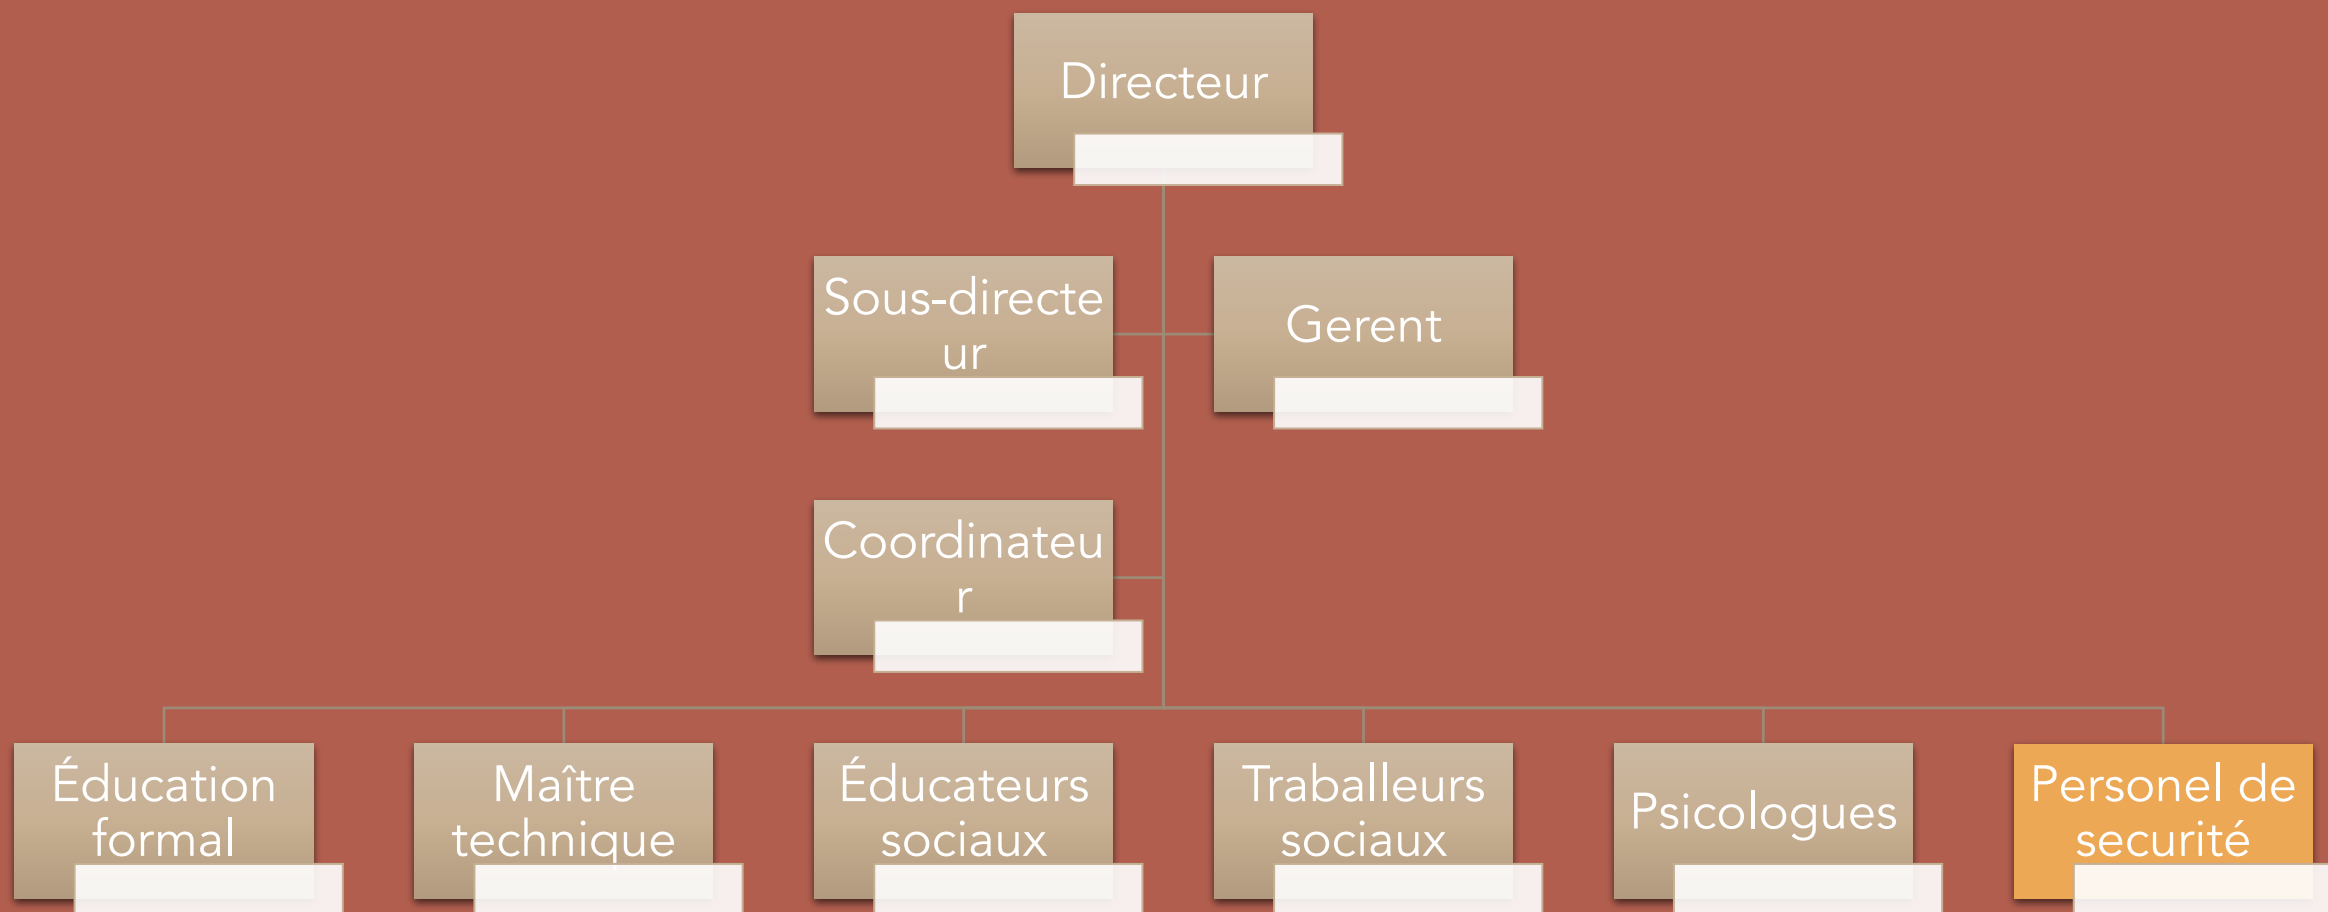 Directeur
Sous-directe
ur
Gerent
Coordinateu
r
Éducation
formal
Maître
technique
Éducateurs
sociaux
Traballeurs
sociaux
Psicologues
Personel de
securité